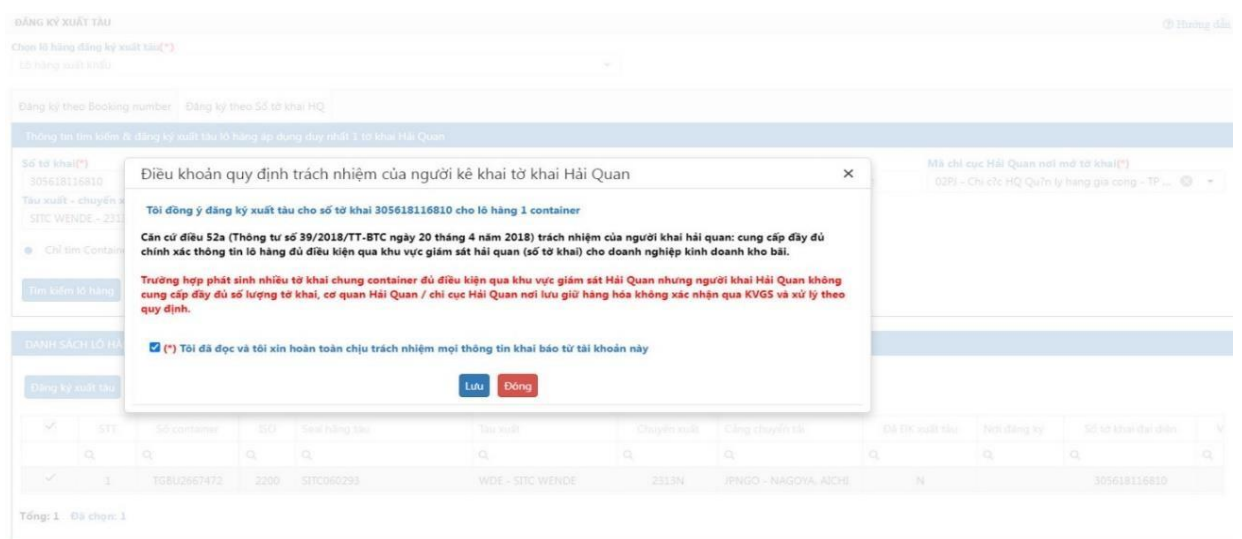 ĐĂNG KÝ XUẤT TÀU
Hướng dẫn
Chọn lô hàng đăng ký xuất tàu(*)
Lô hàng xuất khẩu
Đăng ký theo Booking number Đăng ký theo Số tờ khai HQ
Thông tin tìm kiếm & đăng ký xuất tàu lô hàng áp dụng duy nhất 1 tờ khai Hải Quan
Số tờ khai(*) Mã chi cục Hải Quan nơi mở tờ khai(*)
305618116810 02PJ - Chi c?c HQ Qu?n lý hang gia cong - TP ...
Tàu xuất - chuyến
SITC WENDE - 231
Chỉ tìm Container
Tìm kiếm lô hàng
Điều khoản quy định trách nhiệm của người kê khai tờ khai Hải Quan ×
Tôi đồng ý đăng ký xuất tàu cho số tờ khai 305618116810 cho lô hàng 1 container
Căn cứ điều 52a (Thông tư số 39/2018/TT-BTC ngày 20 tháng 4 năm 2018) trách nhiệm của người khai hải quan: cung cấp đầy đủ
chính xác thông tin lô hàng đủ điều kiện qua khu vực giám sát hải quan (số tờ khai) cho doanh nghiệp kinh doanh kho bãi.
Trường hợp phát sinh nhiều tờ khai chung container đủ điều kiện qua khu vực giám sát Hải Quan nhưng người khai Hải Quan không
cung cấp đầy đủ số lượng tờ khai, cơ quan Hải Quan / chi cục Hải Quan nơi lưu giữ hàng hóa không xác nhận qua KVGS và xử lý theo
quy định.
(*) Tôi đã đọc và tôi xin hoàn toàn chịu trách nhiệm mọi thông tin khai báo từ tài khoản này
Lưu Đóng
DANH SÁCH LÔ HÀ
Đăng ký xuất tàu
STT Số container ISO Seal hãng tàu Tàu xuất Chuyến xuất Cảng chuyển tải Đã ĐK xuất tàu Nơi đăng ký Số tờ khai đại diện V
1 TGBU2667472 2200 SITC060293 WDE - SITC WENDE 2313N JPNGO - NAGOYA, AICHI N 305618116810
Tổng: 1 Đã chọn: 1